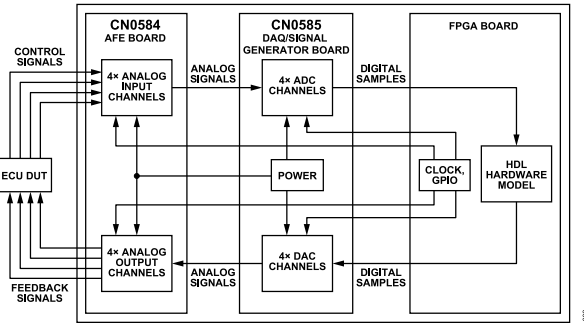 CN0584
AFE BOARD
CN0585
DAQ/SIGNAL
GENERATOR BOARD
FPGA BOARD
CONTROL
SIGNALS
4× ANALOG
INPUT
CHANNELS
ANALOG
SIGNALS
4× ADC
CHANNELS
DIGITAL
SAMPLES
ECU DUT
POWER
CLOCK,
GPIO
HDL
HARDWARE
MODEL
4× ANALOG
OUTPUT
CHANNELS
ANALOG
SIGNALS
4× DAC
CHANNELS
DIGITAL
SAMPLES
FEEDBACK
SIGNALS